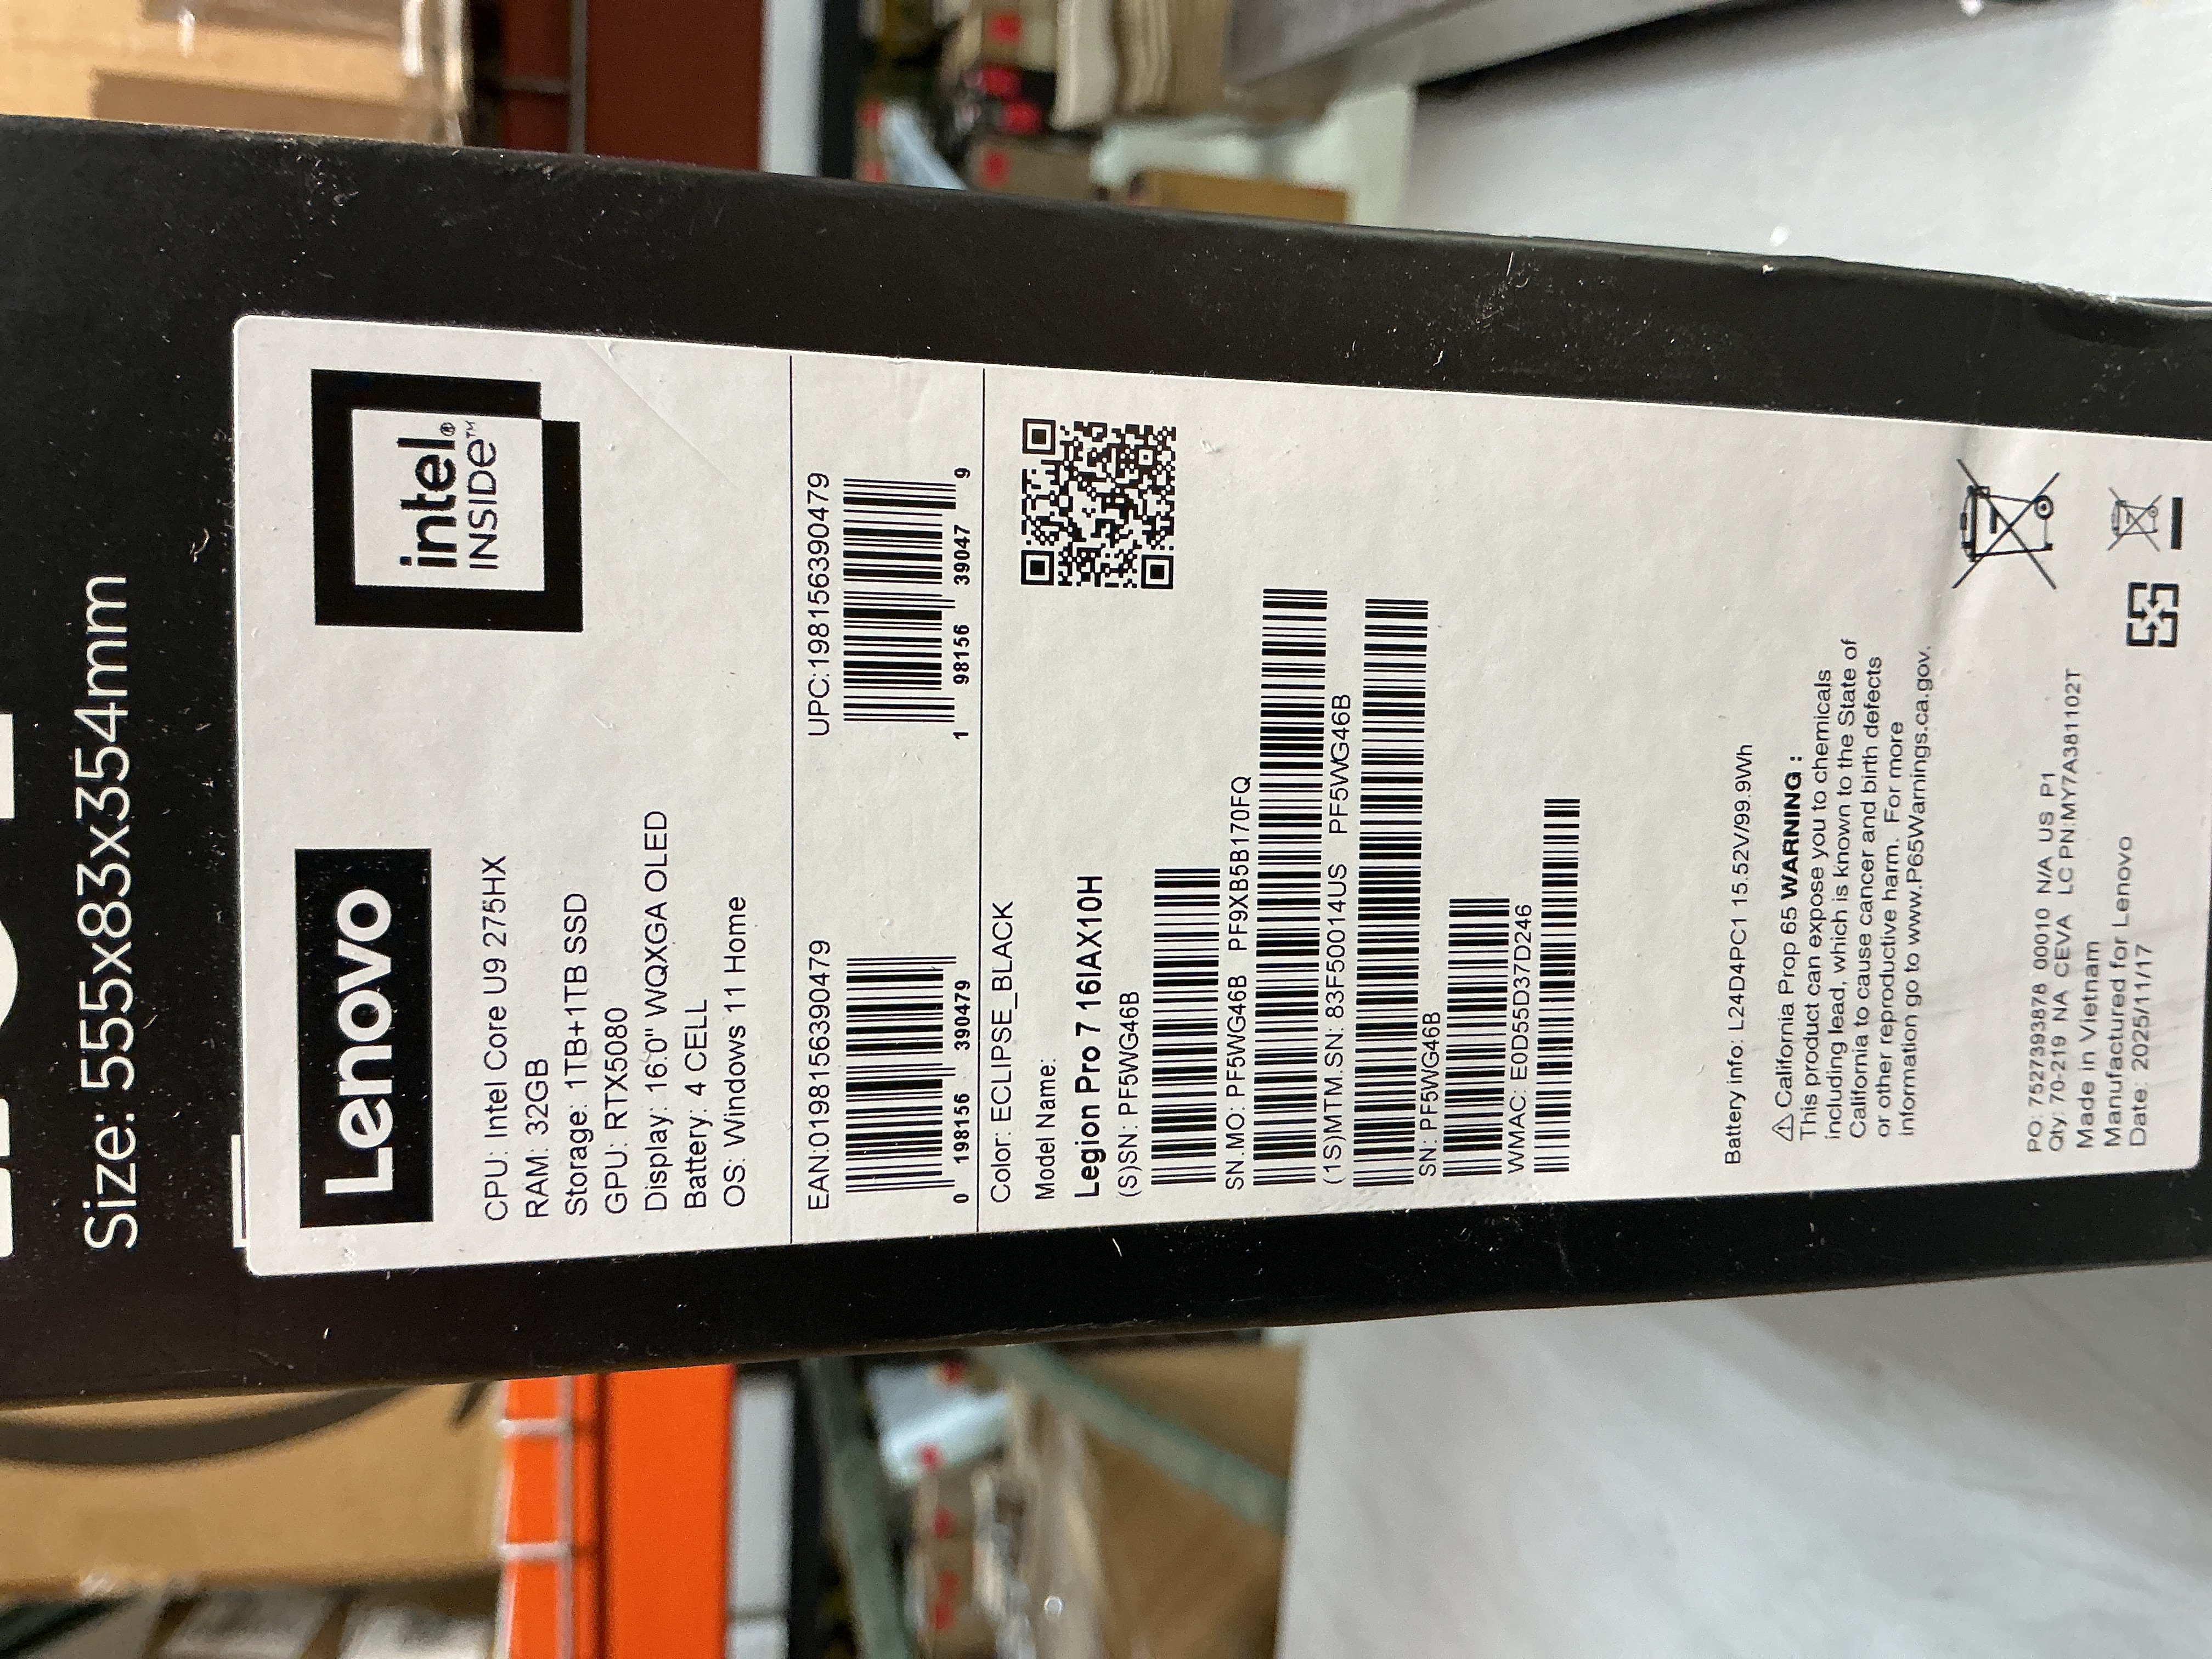 Size: 555x83x354mm
Lenovo
intel®
INSIDE™
CPU: Intel Core U9 275HX
RAM: 32GB
Storage: 1TB+1TB SSD
GPU: RTX5080
Display: 16.0" WQXGA OLED
Battery: 4 CELL
OS: Windows 11 Home
EAN:0198156390479
0 198156 390479
UPC:198156390479
1 98156 39047 9
Color: ECLIPSE_BLACK
Model Name:
Legion Pro 7 16IAX10H
(S)SN: PF5WG46B
SN.MO: PF5WG46B PF9XB5B170FQ
(1S)MTM.SN: 83F50014US PF5WG46B
SN: PF5WG46B
WMAC: E0D55D37D246
Battery info: L24D4PC1 15.52V/99.9Wh
⚠ California Prop 65 WARNING :
This product can expose you to chemicals
including lead, which is known to the State of
California to cause cancer and birth defects
or other reproductive harm. For more
information go to www.P65Warnings.ca.gov.
PO: 7527393878 00010 N/A US P1
Qty: 70-219 NA CEVA LC PN:MY7A381102T
Made in Vietnam
Manufactured for Lenovo
Date: 2025/11/17